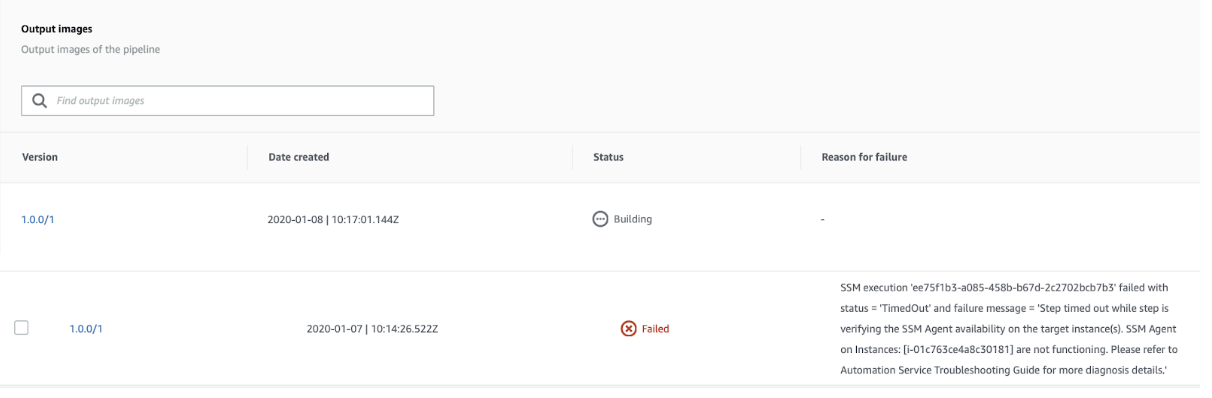 Output images
Output images of the pipeline
Find output images
Version
Date created
Status
Reason for failure
1.0.0/1
2020-01-08 | 10:17:01.144Z
Building
-
1.0.0/1
2020-01-07 | 10:14:26.522Z
Failed
SSM execution 'ee75f1b3-a085-458b-b67d-2c2702bcb7b3' failed with
status = 'TimedOut' and failure message = 'Step timed out while step is
verifying the SSM Agent availability on the target instance(s). SSM Agent
on Instances: [i-01c763ce4a8c30181] are not functioning. Please refer to
Automation Service Troubleshooting Guide for more diagnosis details.'